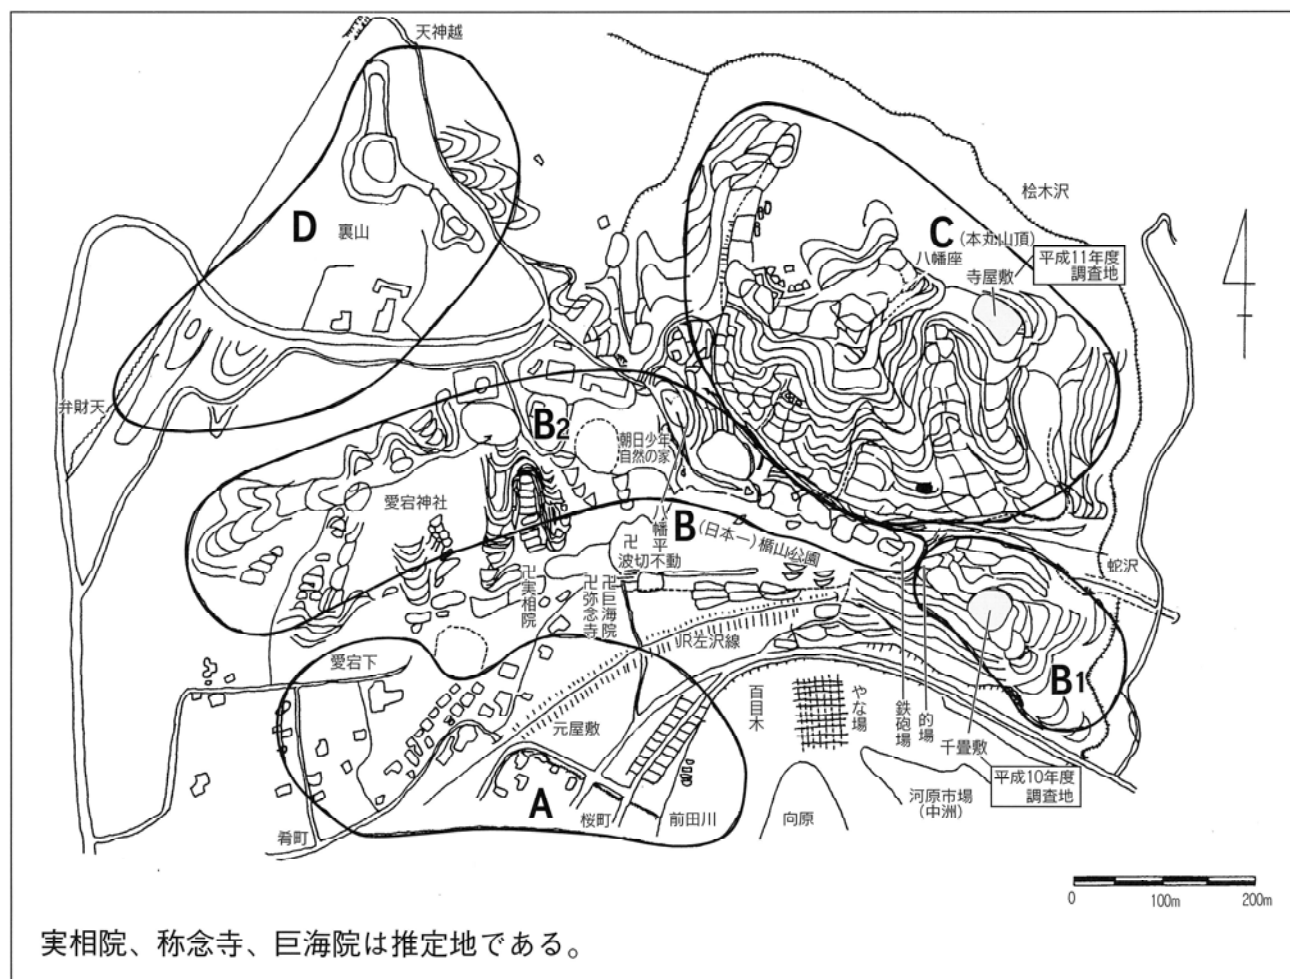 天神越
桧木沢
D
裏山
C
(本丸山頂)
八幡座
寺屋敷
平成11年度
調査地
弁財天
B2
朝日少年
自然の家
愛宕神社
八幡平
B
(日本一)楯山公園
卍
波切不動
蛇沢
卍実相院
卍弥念寺
卍巨海院
JR左沢線
愛宕下
B1
百目木
やな場
鉄砲場
的場
元屋敷
千畳敷
平成10年度
調査地
A
桜町
前田川
向原
河原市場
(中洲)
肴町
0
100m
200m
実相院、称念寺、巨海院は推定地である。